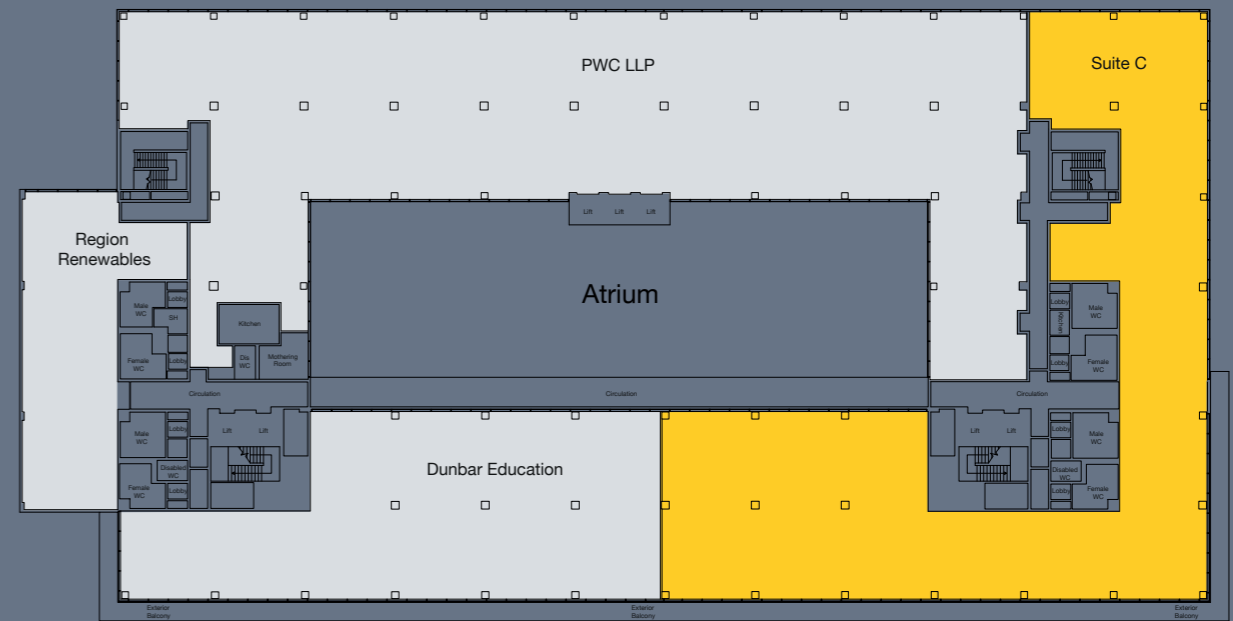 PWC LLP
Suite C
Lift Lift Lift
Region
Renewables
Atrium
Lobby
Male
WC
SH
Lobby
Female
WC
Kitchen
Dis
WC
Mothering
Room
Lobby
Kitchen
Male
WC
Lobby
Female
WC
Circulation
Circulation
Circulation
Male
WC
Lobby
Lift Lift
Disabled
WC
Female
WC
Lobby
Dunbar Education
Lift Lift
Lobby
Male
WC
Disabled
WC
Lobby
Female
WC
Exterior
Balcony
Exterior
Balcony
Exterior
Balcony